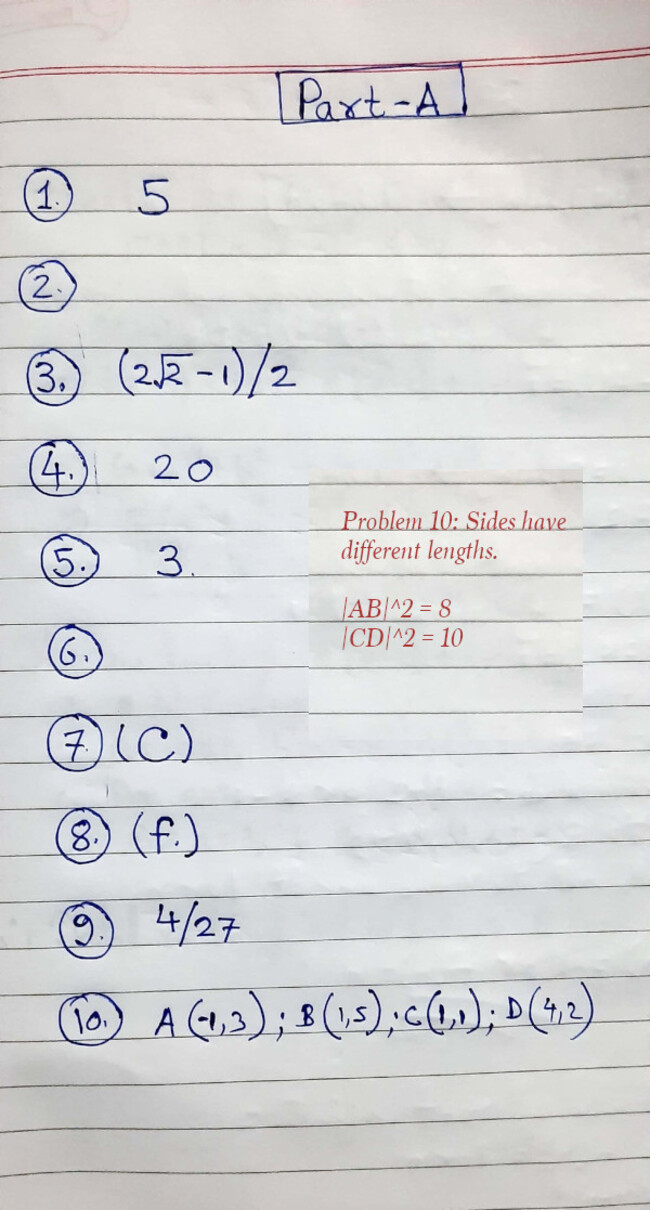 Part-A
1. 5
2.
3. (2√2-1)/2
4. 20
Problem 10: Sides have
different lengths.
5. 3.
|AB|^2 = 8
|CD|^2 = 10
6.
7. (C)
8. (f.)
9. 4/27
10. A(-1,3); B(1,5); C(1,1); D(4,2)